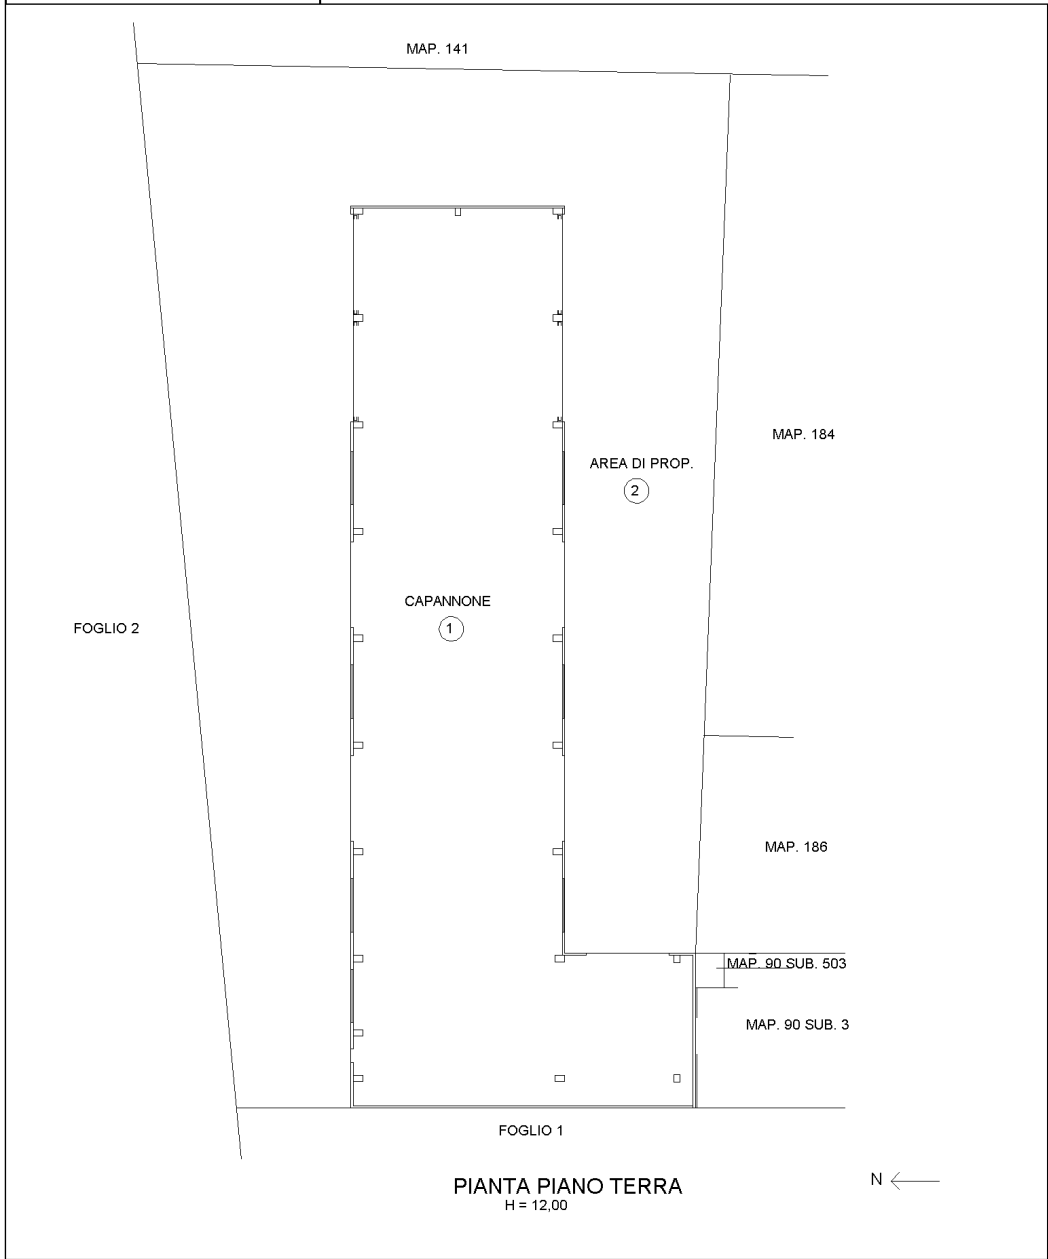 MAP. 141
MAP. 184
AREA DI PROP.
2
CAPANNONE
1
FOGLIO 2
MAP. 186
MAP. 90 SUB. 503
MAP. 90 SUB. 3
FOGLIO 1
PIANTA PIANO TERRA
H = 12,00
N